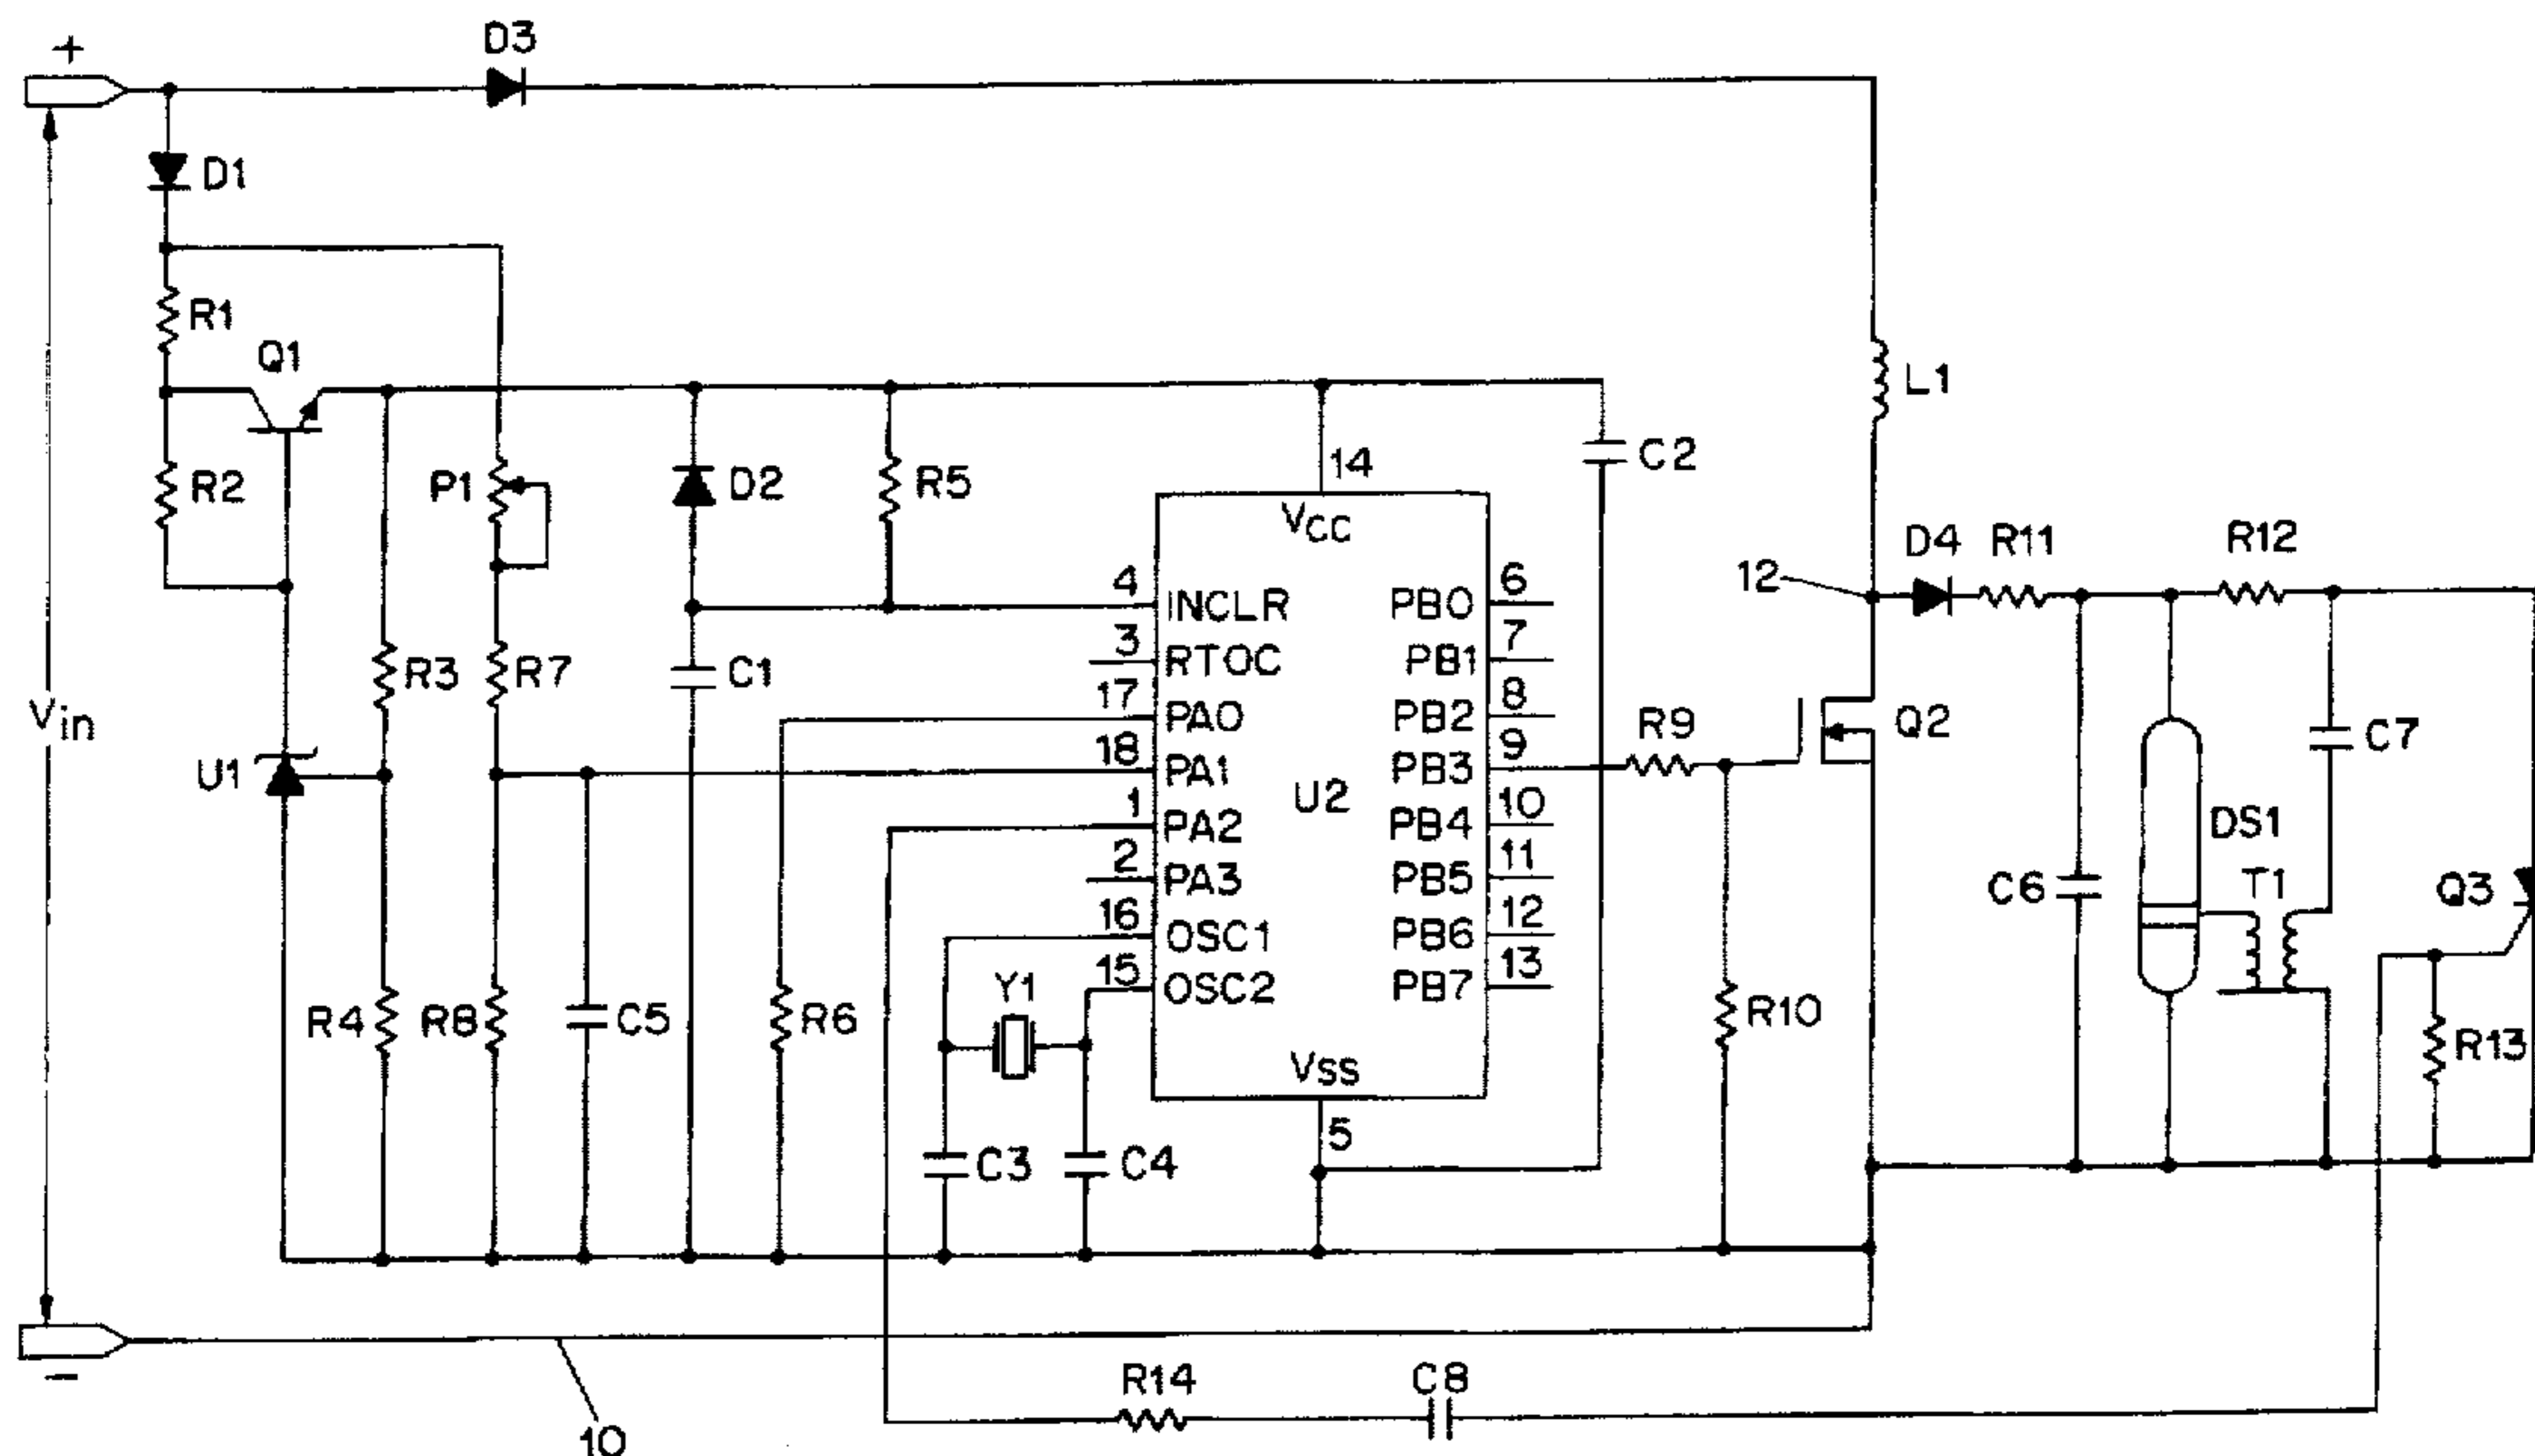 +
D3
D1
R1
Q1
L1
R2
P1
D2
R5
14
C2
VCC
D4
R11
R12
12
4
INCLR
PB0
6
3
RTOC
PB1
7
R3
R7
C1
17
PA0
PB2
8
R9
Q2
C7
Vin
U1
18
PA1
U2
PB3
9
1
PA2
PB4
10
DS1
2
PA3
PB5
11
C6
T1
Q3
16
OSC1
PB6
12
15
OSC2
PB7
13
Y1
R4
R8
C5
R6
R10
R13
VSS
5
C3
C4
-
R14
C8
10